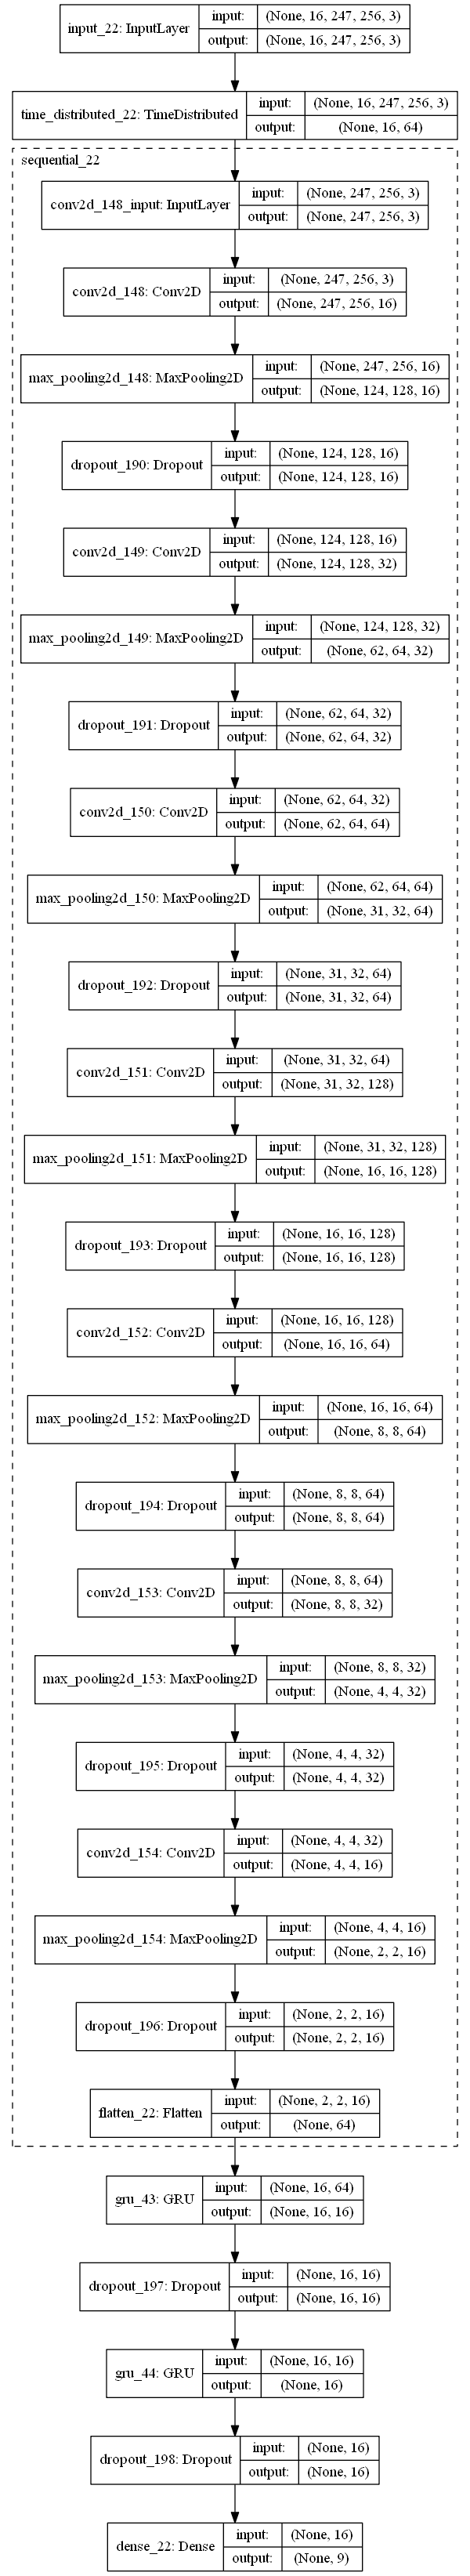 input_22: InputLayer
input: (None, 16, 247, 256, 3)
output: (None, 16, 247, 256, 3)
time_distributed_22: TimeDistributed
input: (None, 16, 247, 256, 3)
output: (None, 16, 64)
sequential_22
conv2d_148_input: InputLayer
input: (None, 247, 256, 3)
output: (None, 247, 256, 3)
conv2d_148: Conv2D
input: (None, 247, 256, 3)
output: (None, 247, 256, 16)
max_pooling2d_148: MaxPooling2D
input: (None, 247, 256, 16)
output: (None, 124, 128, 16)
dropout_190: Dropout
input: (None, 124, 128, 16)
output: (None, 124, 128, 16)
conv2d_149: Conv2D
input: (None, 124, 128, 16)
output: (None, 124, 128, 32)
max_pooling2d_149: MaxPooling2D
input: (None, 124, 128, 32)
output: (None, 62, 64, 32)
dropout_191: Dropout
input: (None, 62, 64, 32)
output: (None, 62, 64, 32)
conv2d_150: Conv2D
input: (None, 62, 64, 32)
output: (None, 62, 64, 64)
max_pooling2d_150: MaxPooling2D
input: (None, 62, 64, 64)
output: (None, 31, 32, 64)
dropout_192: Dropout
input: (None, 31, 32, 64)
output: (None, 31, 32, 64)
conv2d_151: Conv2D
input: (None, 31, 32, 64)
output: (None, 31, 32, 128)
max_pooling2d_151: MaxPooling2D
input: (None, 31, 32, 128)
output: (None, 16, 16, 128)
dropout_193: Dropout
input: (None, 16, 16, 128)
output: (None, 16, 16, 128)
conv2d_152: Conv2D
input: (None, 16, 16, 128)
output: (None, 16, 16, 64)
max_pooling2d_152: MaxPooling2D
input: (None, 16, 16, 64)
output: (None, 8, 8, 64)
dropout_194: Dropout
input: (None, 8, 8, 64)
output: (None, 8, 8, 64)
conv2d_153: Conv2D
input: (None, 8, 8, 64)
output: (None, 8, 8, 32)
max_pooling2d_153: MaxPooling2D
input: (None, 8, 8, 32)
output: (None, 4, 4, 32)
dropout_195: Dropout
input: (None, 4, 4, 32)
output: (None, 4, 4, 32)
conv2d_154: Conv2D
input: (None, 4, 4, 32)
output: (None, 4, 4, 16)
max_pooling2d_154: MaxPooling2D
input: (None, 4, 4, 16)
output: (None, 2, 2, 16)
dropout_196: Dropout
input: (None, 2, 2, 16)
output: (None, 2, 2, 16)
flatten_22: Flatten
input: (None, 2, 2, 16)
output: (None, 64)
gru_43: GRU
input: (None, 16, 64)
output: (None, 16, 16)
dropout_197: Dropout
input: (None, 16, 16)
output: (None, 16, 16)
gru_44: GRU
input: (None, 16, 16)
output: (None, 16)
dropout_198: Dropout
input: (None, 16)
output: (None, 16)
dense_22: Dense
input: (None, 16)
output: (None, 9)